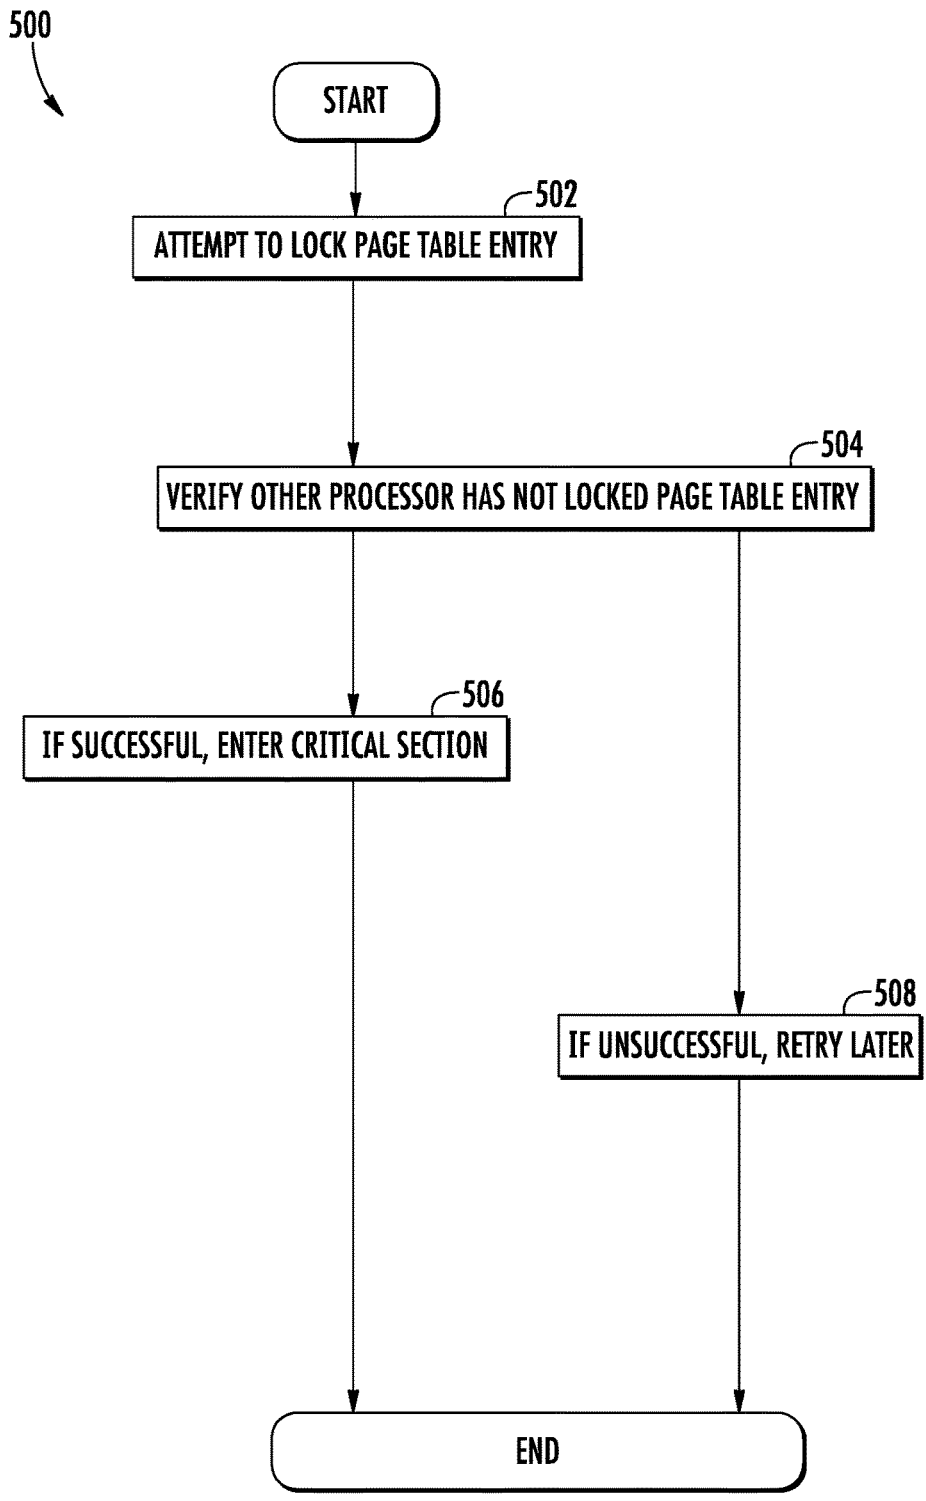 500
START
502
ATTEMPT TO LOCK PAGE TABLE ENTRY
504
VERIFY OTHER PROCESSOR HAS NOT LOCKED PAGE TABLE ENTRY
506
IF SUCCESSFUL, ENTER CRITICAL SECTION
508
IF UNSUCCESSFUL, RETRY LATER
END